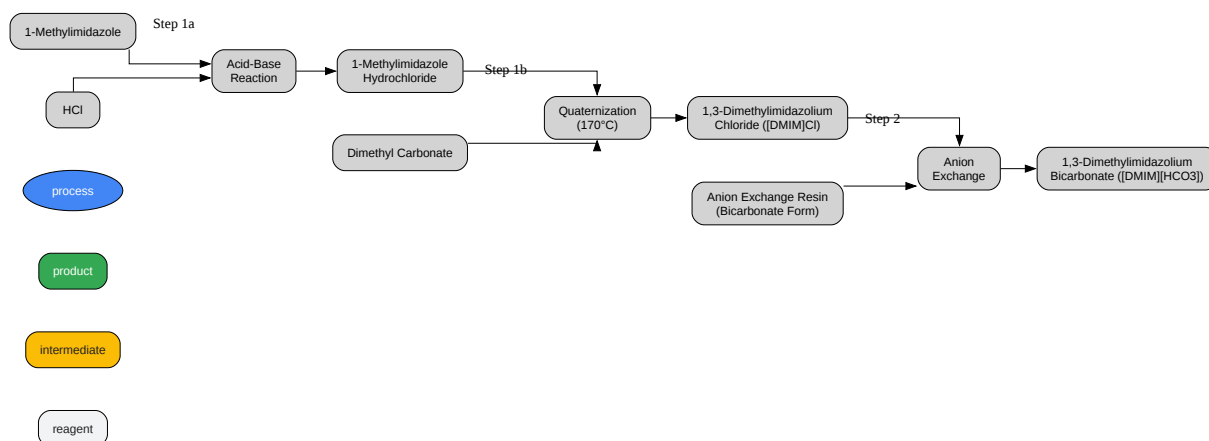 1-Methylimidazole
Step 1a
HCl
Acid-Base
Reaction
1-Methylimidazole
Hydrochloride
Step 1b
Dimethyl Carbonate
Quaternization
(170°C)
1,3-Dimethylimidazolium
Chloride ([DMIM]Cl)
Step 2
Anion Exchange Resin
(Bicarbonate Form)
Anion
Exchange
1,3-Dimethylimidazolium
Bicarbonate ([DMIM][HCO3])
process
product
intermediate
reagent